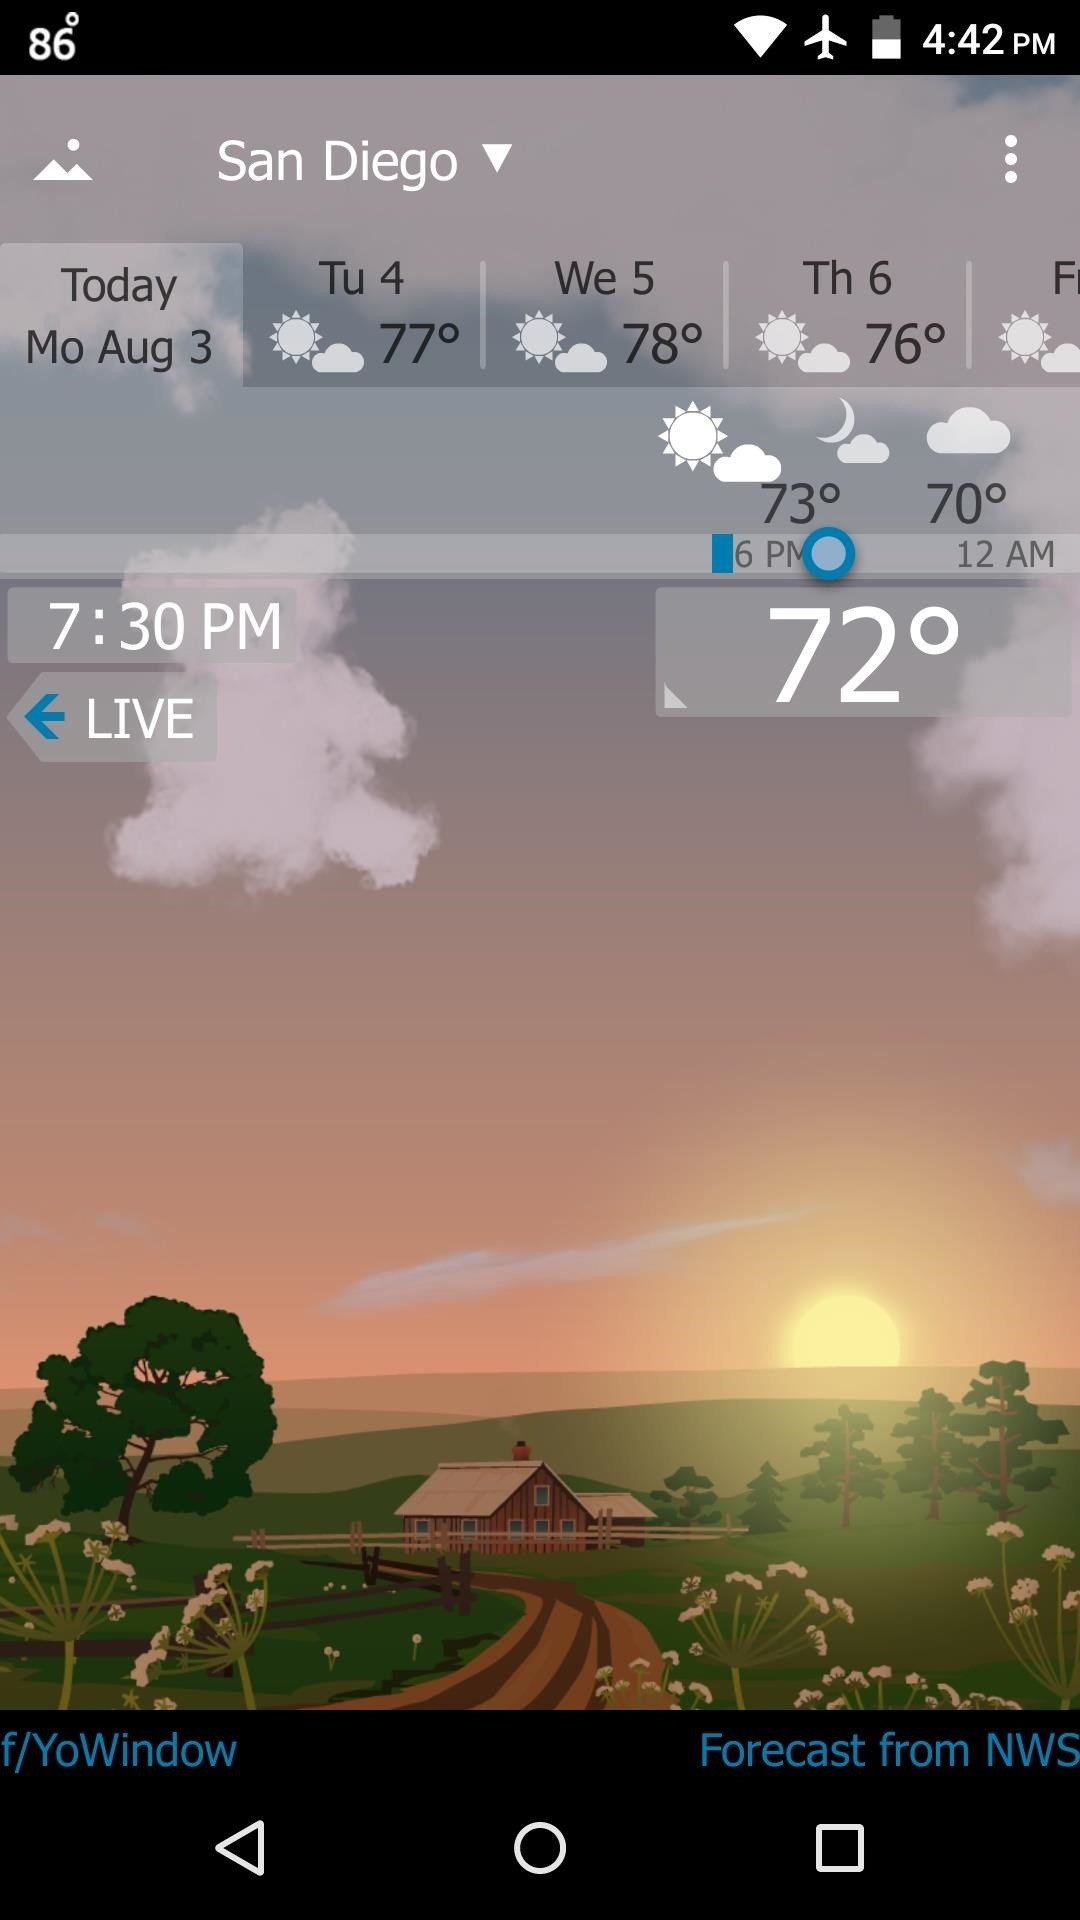 86° 4:42 PM
San Diego
Today
Mo Aug 3
Tu 4
77°
We 5
78°
Th 6
76°
73° 70°
6 PM 12 AM
7:30 PM
72°
LIVE
f/YoWindow
Forecast from NWS